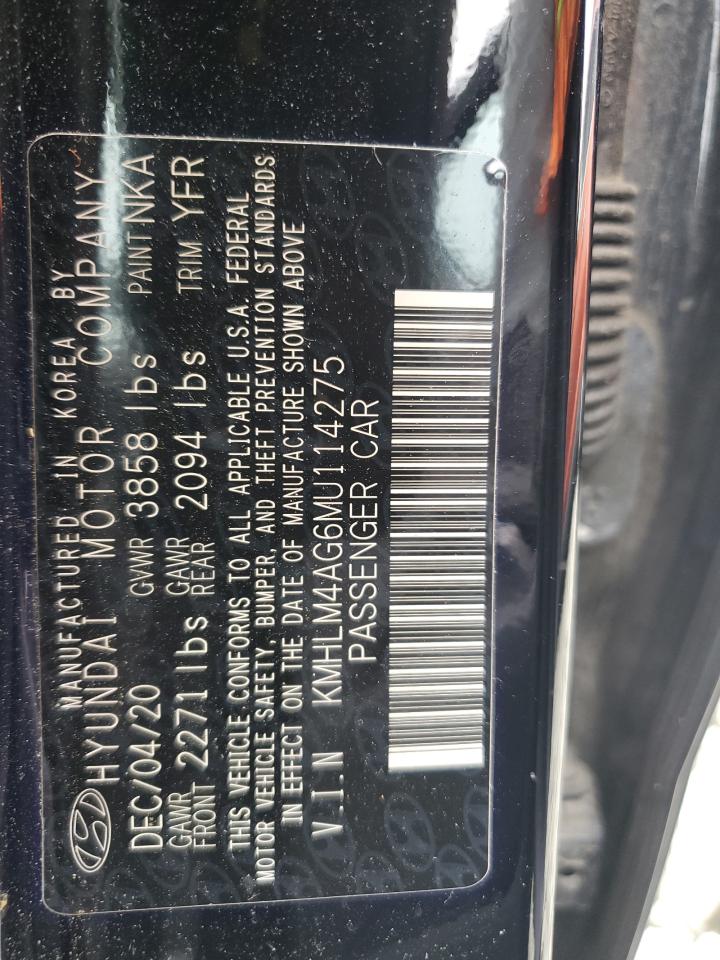 MANUFACTURED IN KOREA BY
HYUNDAI MOTOR COMPANY
DEC/04/20 GVWR 3858 lbs PAINT NKA
GAWR FRONT 2271 lbs GAWR REAR 2094 lbs TRIM YFR
THIS VEHICLE CONFORMS TO ALL APPLICABLE U.S.A. FEDERAL
MOTOR VEHICLE SAFETY, BUMPER, AND THEFT PREVENTION STANDARDS
IN EFFECT ON THE DATE OF MANUFACTURE SHOWN ABOVE
V.I.N KMHLM4AG6MU114275
PASSENGER CAR